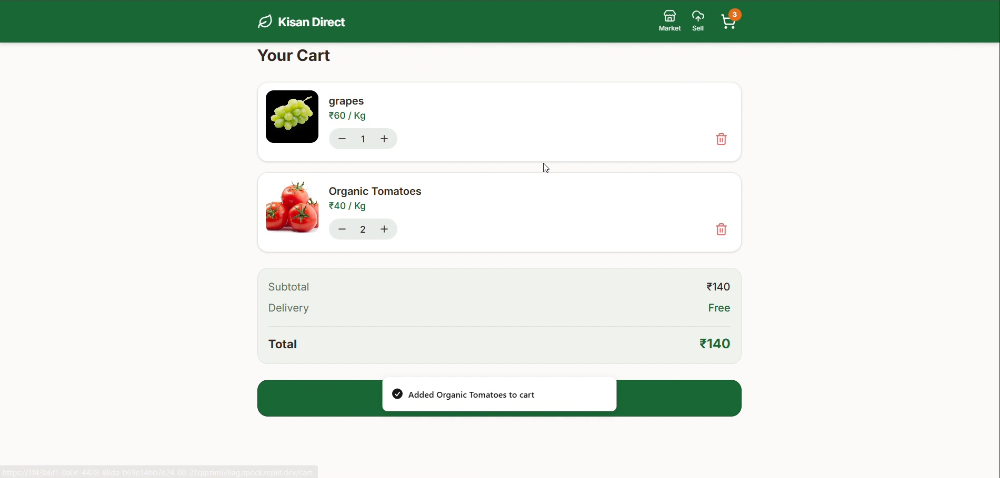 Kisan Direct
Market
Sell
3
Your Cart
grapes
₹60 / Kg
1
Organic Tomatoes
₹40 / Kg
2
Subtotal ₹140
Delivery Free
Total ₹140
Added Organic Tomatoes to cart
https://1f43b6f1-0a0e-4428-88da-b69e14bb7e24-00-21qlpzim69iag.spock.replit.dev/cart